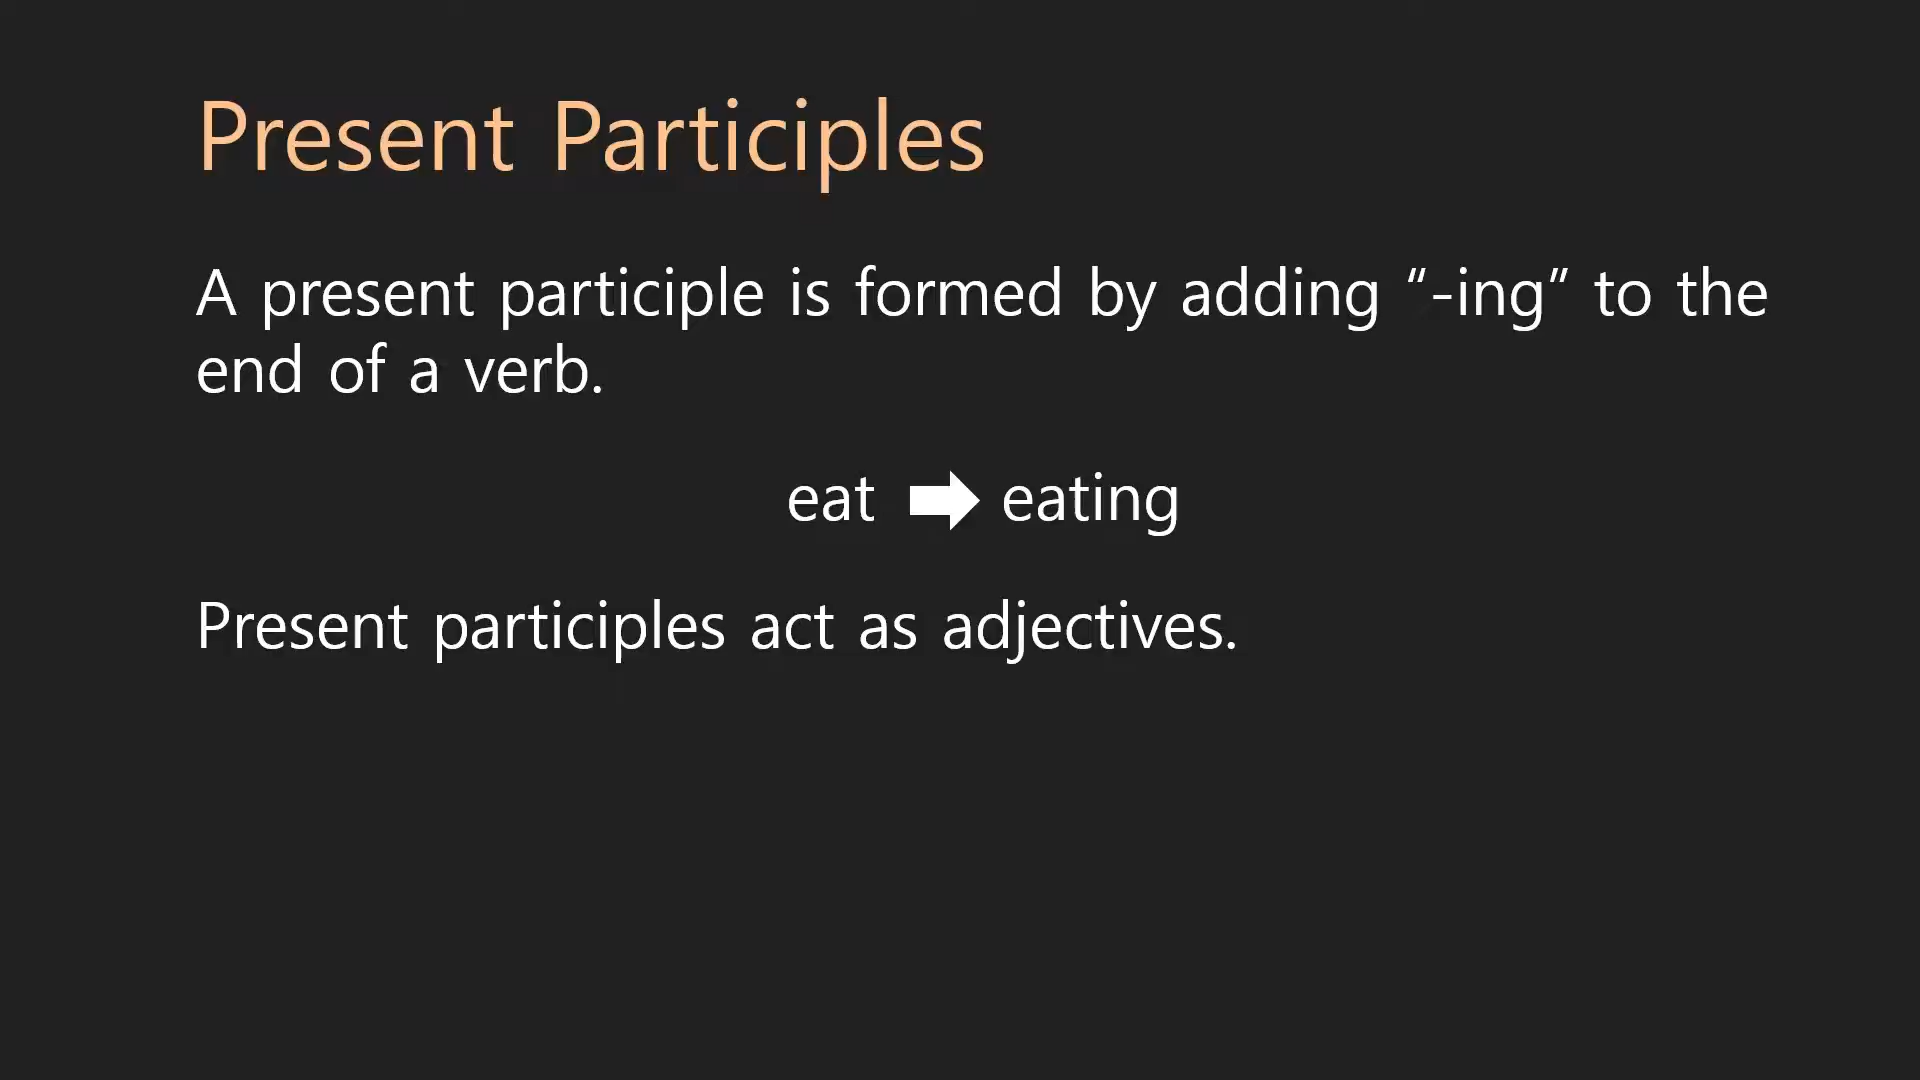 Present Participles
A present participle is formed by adding “-ing” to the
end of a verb.
eat ➡ eating
Present participles act as adjectives.